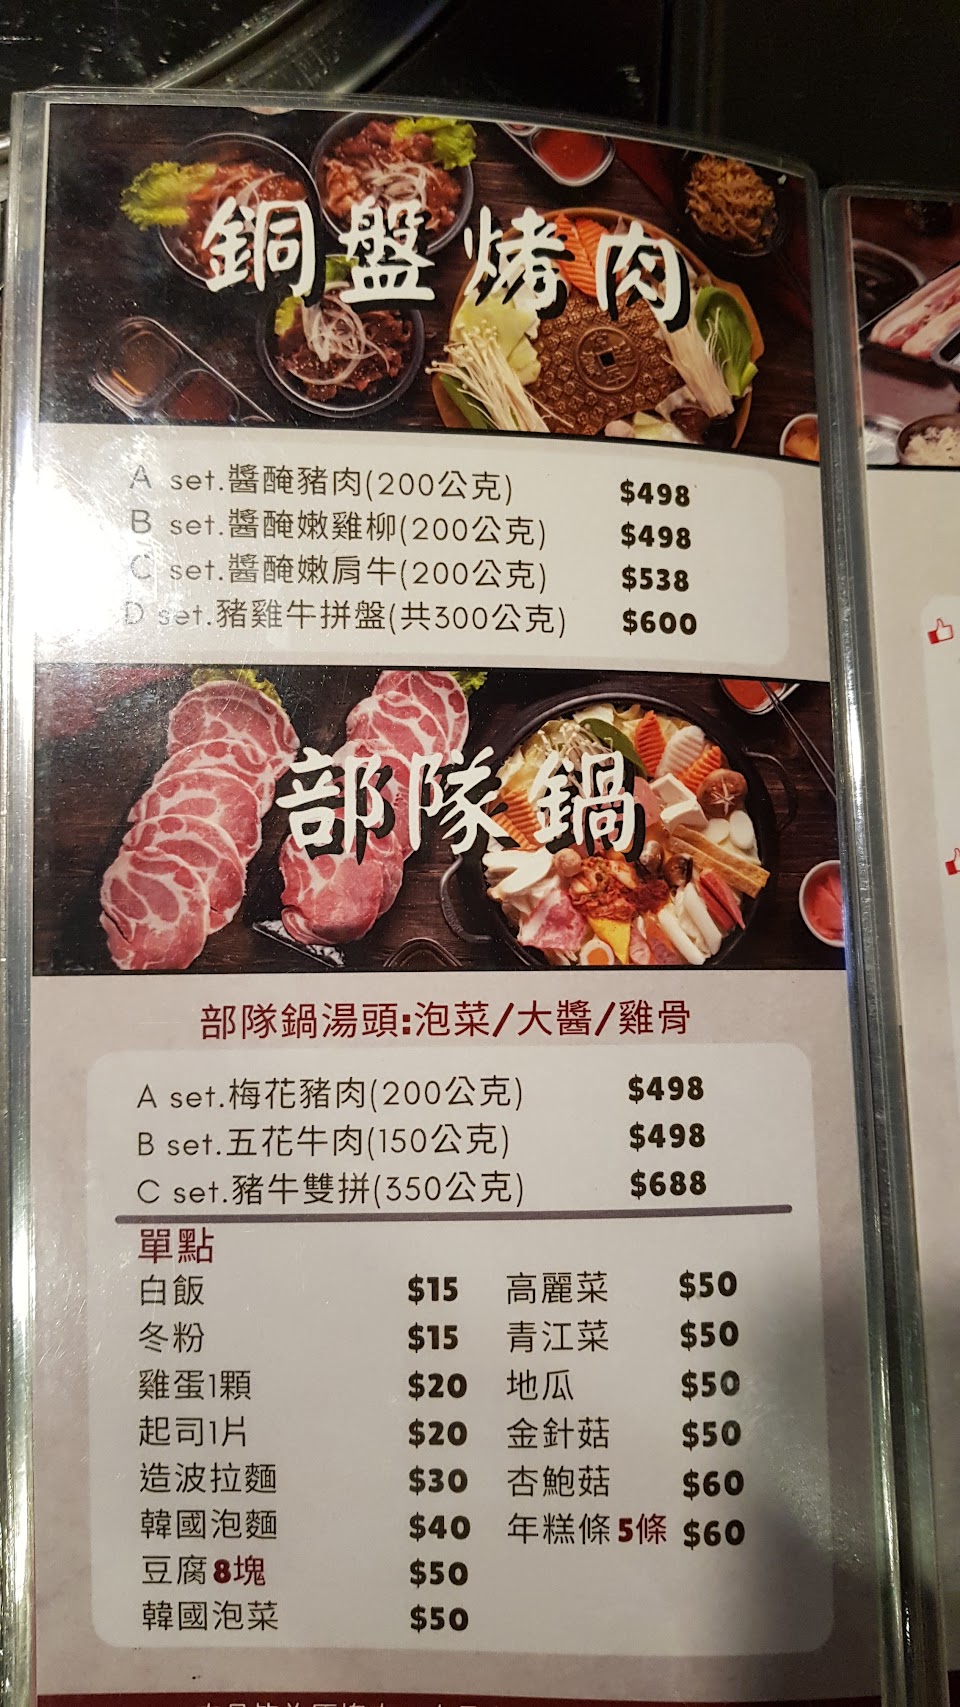 銅盤烤肉
A set.醬醃豬肉(200公克) $498
B set.醬醃嫩雞柳(200公克) $498
C set.醬醃嫩肩牛(200公克) $538
D set.豬雞牛拼盤(共300公克) $600
部隊鍋
部隊鍋湯頭:泡菜/大醬/雞骨
A set.梅花豬肉(200公克) $498
B set.五花牛肉(150公克) $498
C set.豬牛雙拼(350公克) $688
單點
白飯 $15 高麗菜 $50
冬粉 $15 青江菜 $50
雞蛋1顆 $20 地瓜 $50
起司1片 $20 金針菇 $50
造波拉麵 $30 杏鮑菇 $60
韓國泡麵 $40 年糕條5條 $60
豆腐8塊 $50
韓國泡菜 $50